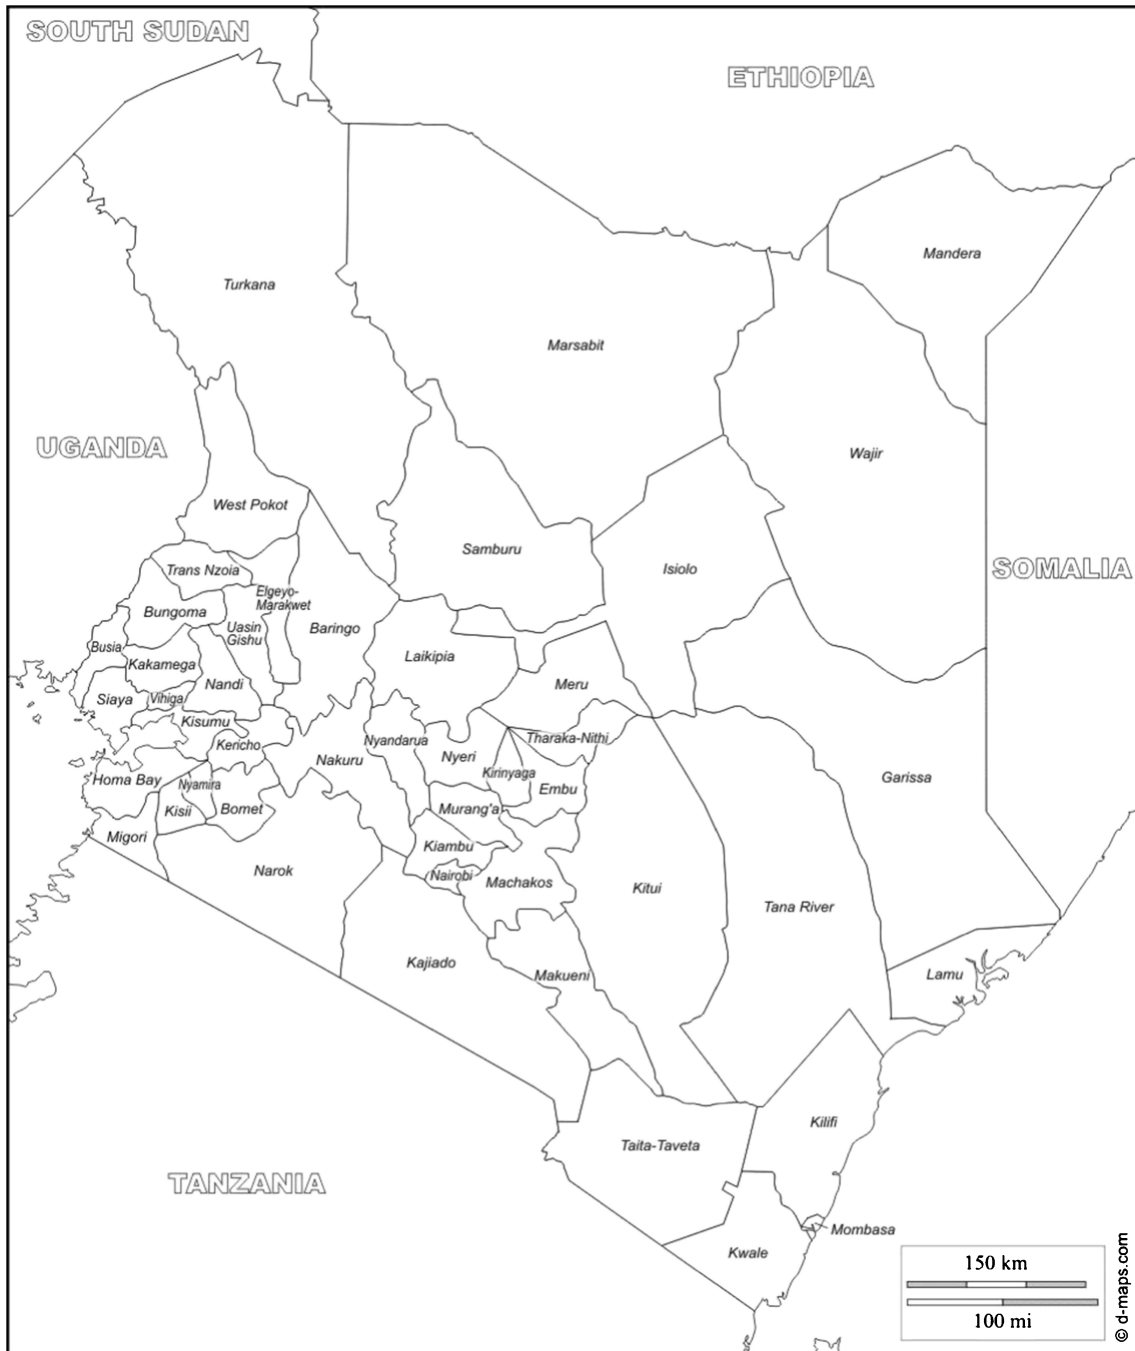 SOUTH SUDAN
ETHIOPIA
Mandera
Turkana
Marsabit
UGANDA
Wajir
West Pokot
Samburu
Isiolo
SOMALIA
Trans Nzoia
Elgeyo-
Marakwet
Bungoma
Uasin
Gishu
Baringo
Busia
Kakamega
Laikipia
Nandi
Meru
Siaya
Vihiga
Kisumu
Kericho
Nyandarua
Tharaka-Nithi
Nakuru
Nyeri
Kirinyaga
Garissa
Homa Bay
Nyamira
Embu
Kisii
Bomet
Murang'a
Migori
Kiambu
Narok
Nairobi
Machakos
Kitui
Tana River
Kajiado
Makueni
Lamu
Kilifi
Taita-Taveta
TANZANIA
Mombasa
Kwale
150 km
100 mi
© d-maps.com